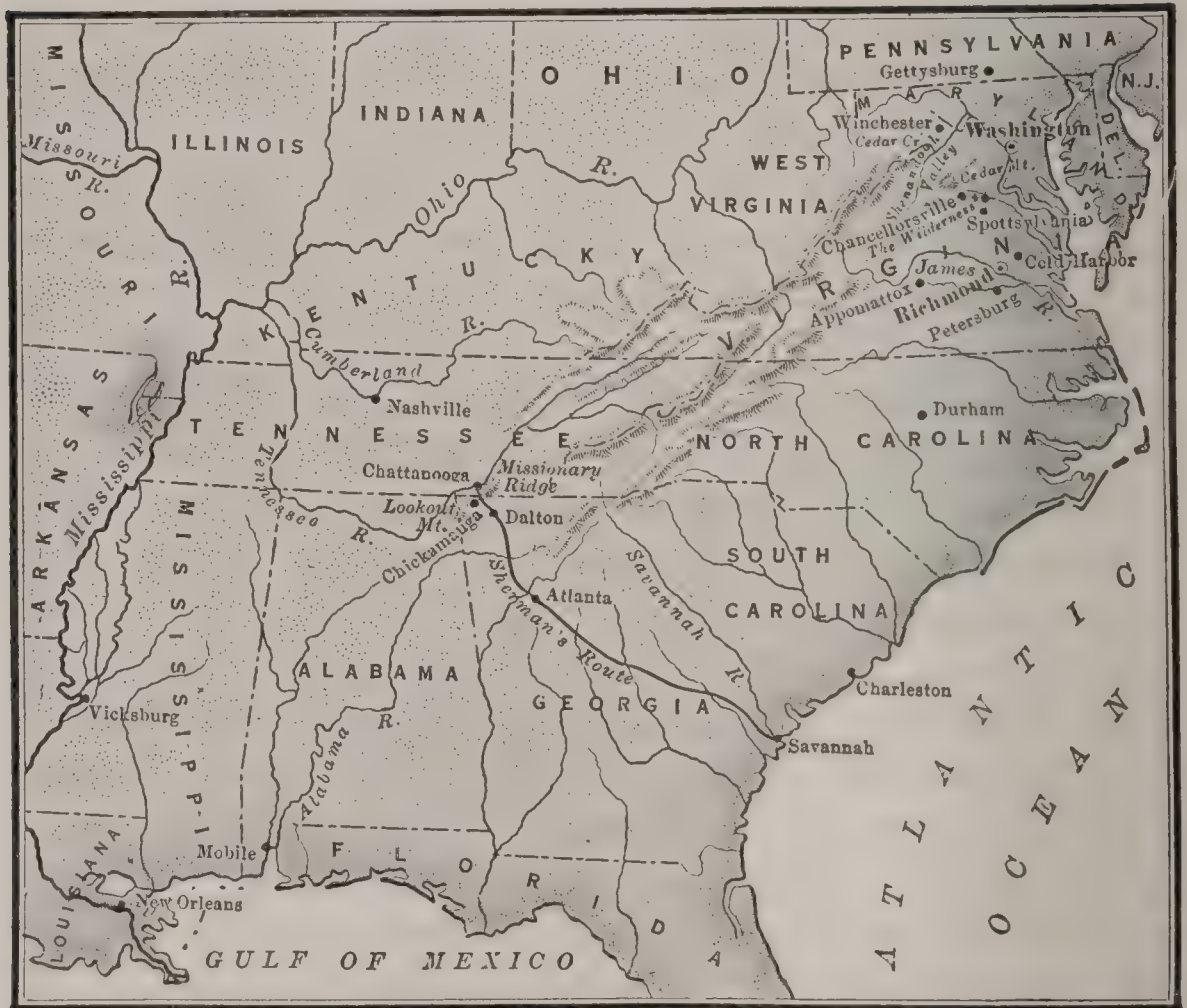 PENNSYLVANIA
Gettysburg
N.J.
OHIO
INDIANA
ILLINOIS
MISSOURI
Missouri
R.
MARYLAND
DEL.
Winchester
Cedar Cr.
Washington
WEST
VIRGINIA
Shenandoah
Valley
Cedar Mt.
R.
Ohio
Chancellorsville
The Wilderness
Spottsylvania
VIRGINIA
Cold Harbor
James
R.
Appomattox
Richmond
Petersburg
KENTUCKY
R.
Cumberland
R.
Nashville
ARKANSAS
Mississippi
TENNESSEE
Tennessee
R.
NORTH CAROLINA
Durham
Chattanooga
Missionary
Ridge
Lookout
Mt.
Dalton
Chickamauga
MISSISSIPPI
SOUTH
CAROLINA
Savannah
R.
Sherman's Route
Atlanta
ALABAMA
GEORGIA
Charleston
Vicksburg
Alabama
R.
Savannah
ATLANTIC
OCEAN
Mobile
FLORIDA
LOUISIANA
New Orleans
GULF OF MEXICO